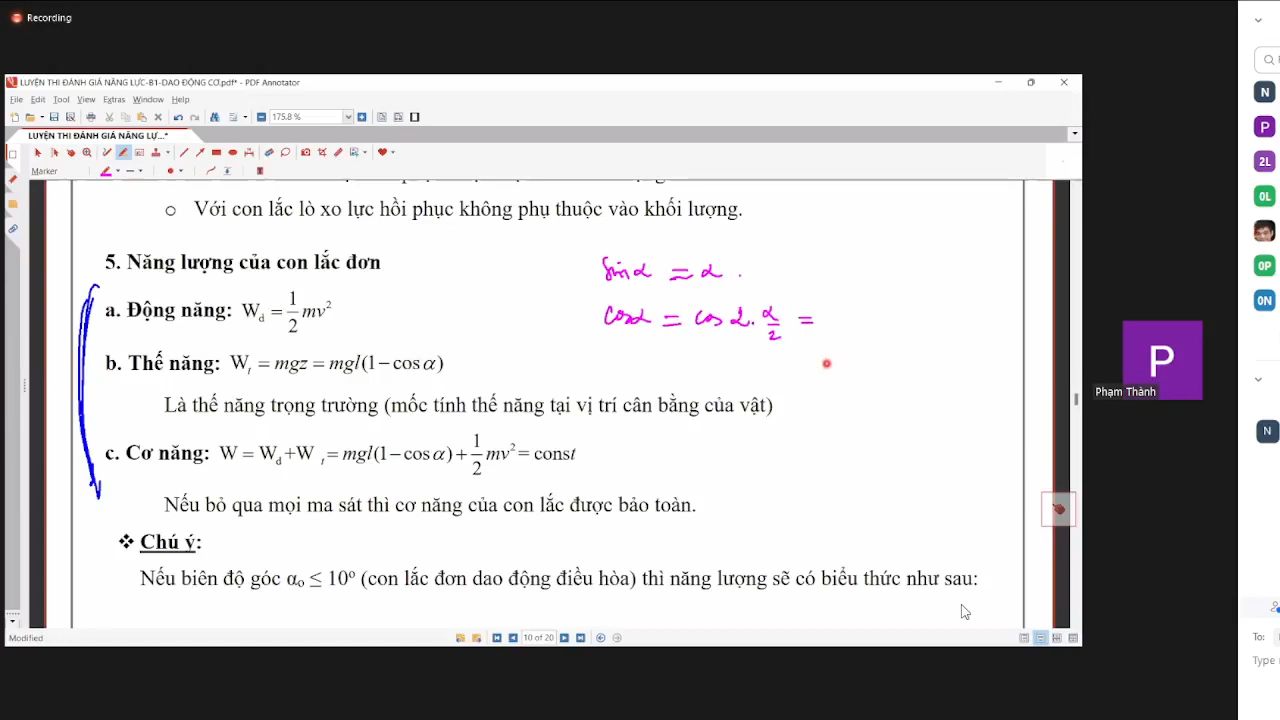 Recording
LUYỆN THI ĐÁNH GIÁ NĂNG LỰC-B1-DAO ĐỘNG CƠ.pdf* - PDF Annotator
File Edit Tool View Extras Window Help
175.8 %
LUYỆN THI ĐÁNH GIÁ NĂNG LỰ...*
Marker
Với con lắc lò xo lực hồi phục không phụ thuộc vào khối lượng.
5. Năng lượng của con lắc đơn
sin α = α .
a. Động năng: W_d = 1/2 mv²
cos α = cos 2 . α/2 =
b. Thế năng: W_t = mgz = mgl(1 − cos α)
Là thế năng trọng trường (mốc tính thế năng tại vị trí cân bằng của vật)
c. Cơ năng: W = W_d + W_t = mgl(1 − cos α) + 1/2 mv² = const
Nếu bỏ qua mọi ma sát thì cơ năng của con lắc được bảo toàn.
❖ Chú ý:
Nếu biên độ góc α₀ ≤ 10⁰ (con lắc đơn dao động điều hòa) thì năng lượng sẽ có biểu thức như sau:
Modified
10 of 20
P
Phạm Thành
N
P
2L
0L
0P
0N
N
To:
Type